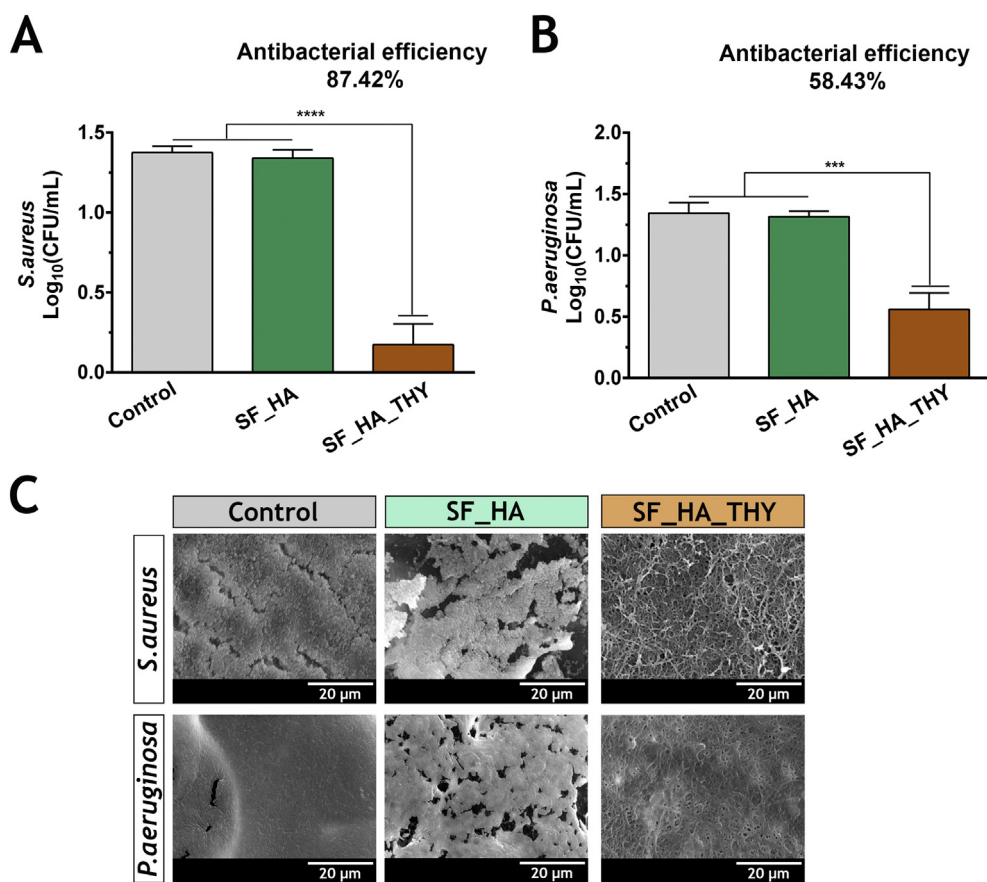 A
Antibacterial efficiency
87.42%
****
S.aureus
Log10(CFU/mL)
1.5
1.0
0.5
0.0
Control
SF_HA
SF_HA_THY
B
Antibacterial efficiency
58.43%
***
P.aeruginosa
Log10(CFU/mL)
2.0
1.5
1.0
0.5
0.0
Control
SF_HA
SF_HA_THY
C
Control
SF_HA
SF_HA_THY
S.aureus
20 µm
20 µm
20 µm
P.aeruginosa
20 µm
20 µm
20 µm